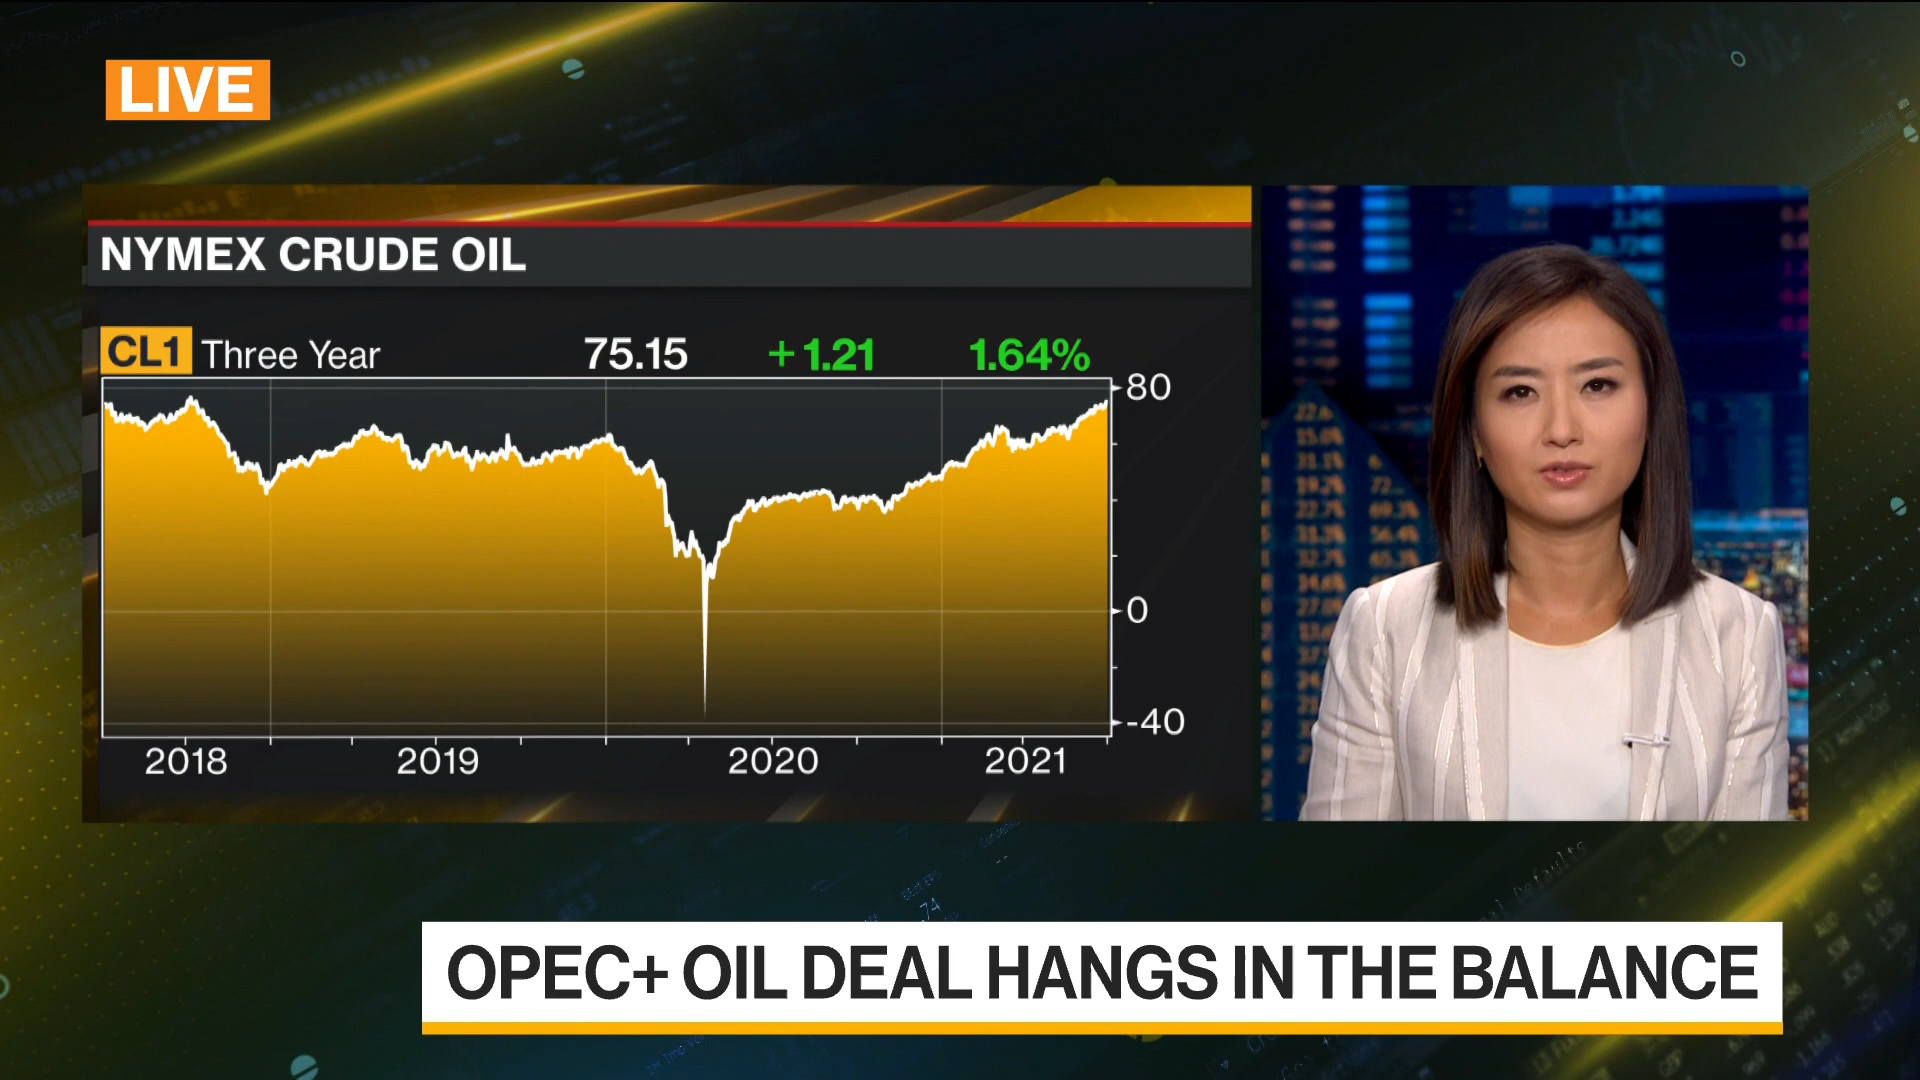 LIVE
NYMEX CRUDE OIL
CL1 Three Year 75.15 +1.21 1.64%
80
0
-40
2018 2019 2020 2021
OPEC+ OIL DEAL HANGS IN THE BALANCE